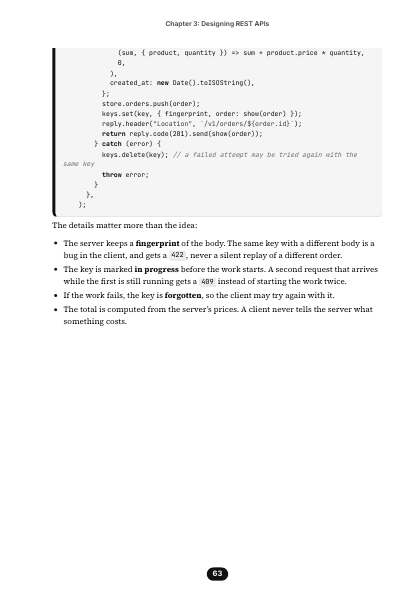 Chapter 3: Designing REST APIs
(sum, { product, quantity }) => sum + product.price * quantity,
0,
),
created_at: new Date().toISOString(),
};
store.orders.push(order);
keys.set(key, { fingerprint, order: show(order) });
reply.header("Location", `/v1/orders/${order.id}`);
return reply.code(201).send(show(order));
} catch (error) {
keys.delete(key); // a failed attempt may be tried again with the
same key
throw error;
}
},
);
The details matter more than the idea:
• The server keeps a fingerprint of the body. The same key with a different body is a
bug in the client, and gets a 422, never a silent replay of a different order.
• The key is marked in progress before the work starts. A second request that arrives
while the first is still running gets a 409 instead of starting the work twice.
• If the work fails, the key is forgotten, so the client may try again with it.
• The total is computed from the server's prices. A client never tells the server what
something costs.
63